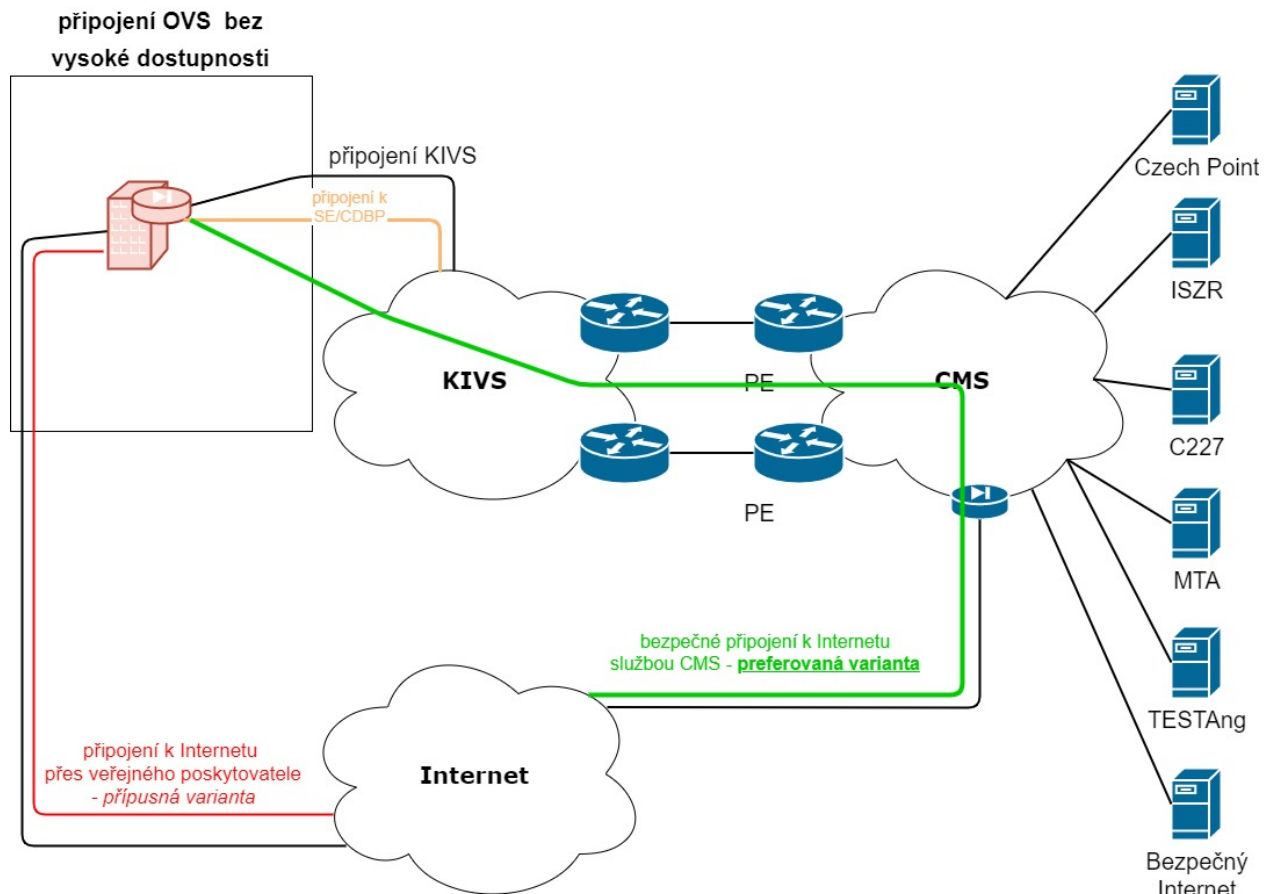 připojení OVS bez
vysoké dostupnosti
připojení KIVS
připojení k
SE/CDBP
Czech Point
ISZR
KIVS
PE
CMS
C227
PE
MTA
bezpečné připojení k Internetu
službou CMS - preferovaná varianta
TESTAng
připojení k Internetu
přes veřejného poskytovatele
- přípusná varianta
Internet
Bezpečný
Internet